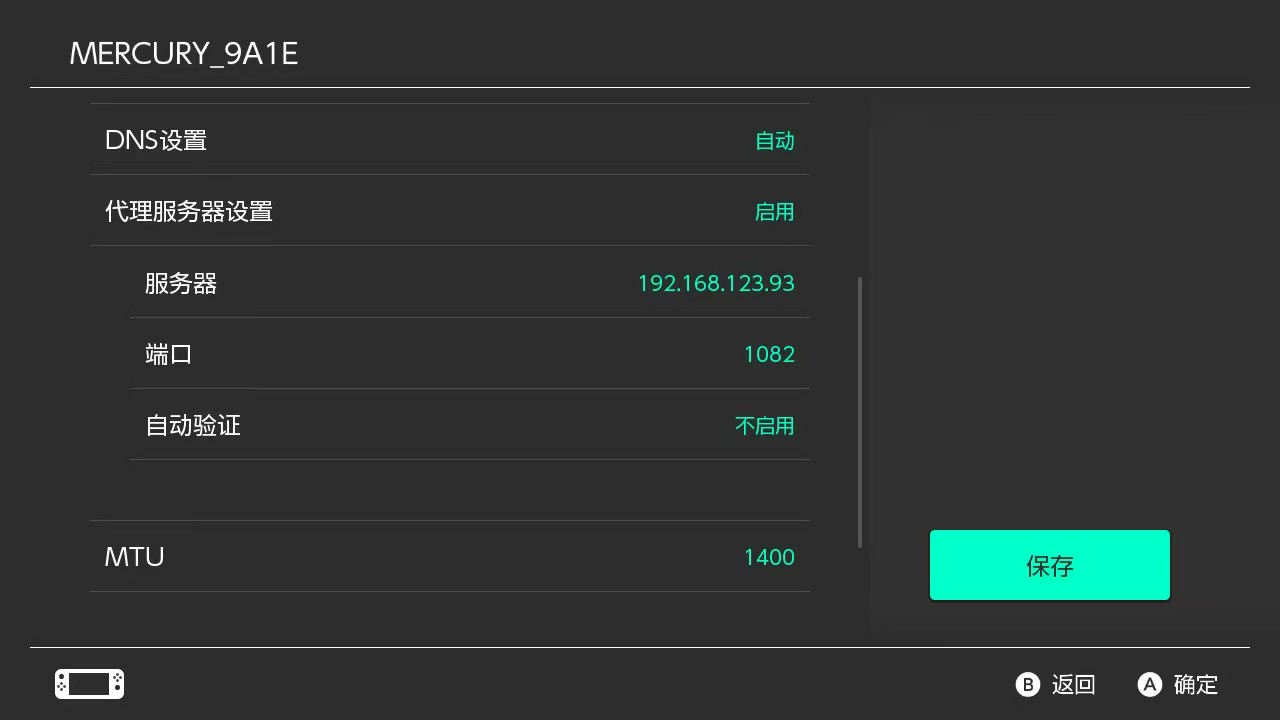 MERCURY_9A1E
DNS设置 自动
代理服务器设置 启用
服务器 192.168.123.93
端口 1082
自动验证 不启用
MTU 1400
保存
B 返回 A 确定